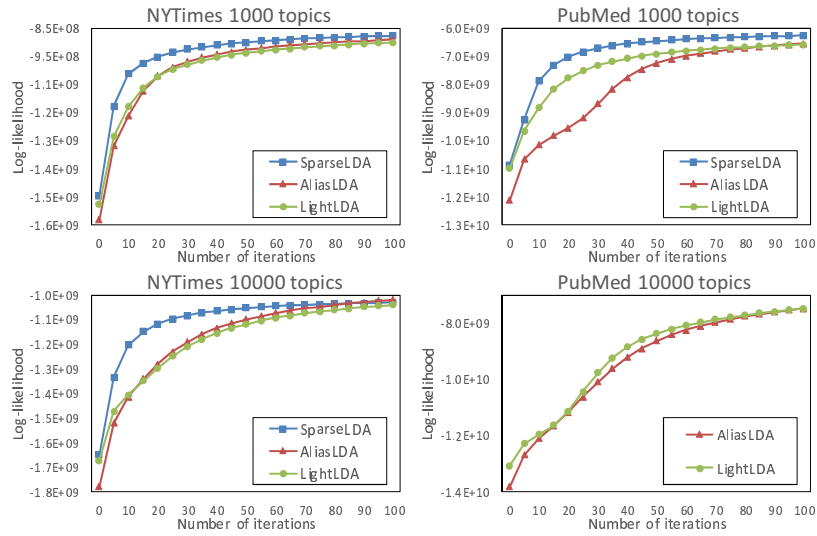 NYTimes 1000 topics
-8.5E+08
-9.5E+08
-1.1E+09
-1.2E+09
-1.3E+09
-1.4E+09
-1.5E+09
-1.6E+09
Log-likelihood
SparseLDA
AliasLDA
LightLDA
0 10 20 30 40 50 60 70 80 90 100
Number of iterations
PubMed 1000 topics
-6.0E+09
-7.0E+09
-8.0E+09
-9.0E+09
-1.0E+10
-1.1E+10
-1.2E+10
-1.3E+10
Log-likelihood
SparseLDA
AliasLDA
LightLDA
0 10 20 30 40 50 60 70 80 90 100
Number of iterations
NYTimes 10000 topics
-1.0E+09
-1.1E+09
-1.2E+09
-1.3E+09
-1.4E+09
-1.5E+09
-1.6E+09
-1.7E+09
-1.8E+09
Log-likelihood
SparseLDA
AliasLDA
LightLDA
0 10 20 30 40 50 60 70 80 90 100
Number of iterations
PubMed 10000 topics
-8.0E+09
-1.0E+10
-1.2E+10
-1.4E+10
Log-likelihood
AliasLDA
LightLDA
0 10 20 30 40 50 60 70 80 90 100
Number of iterations